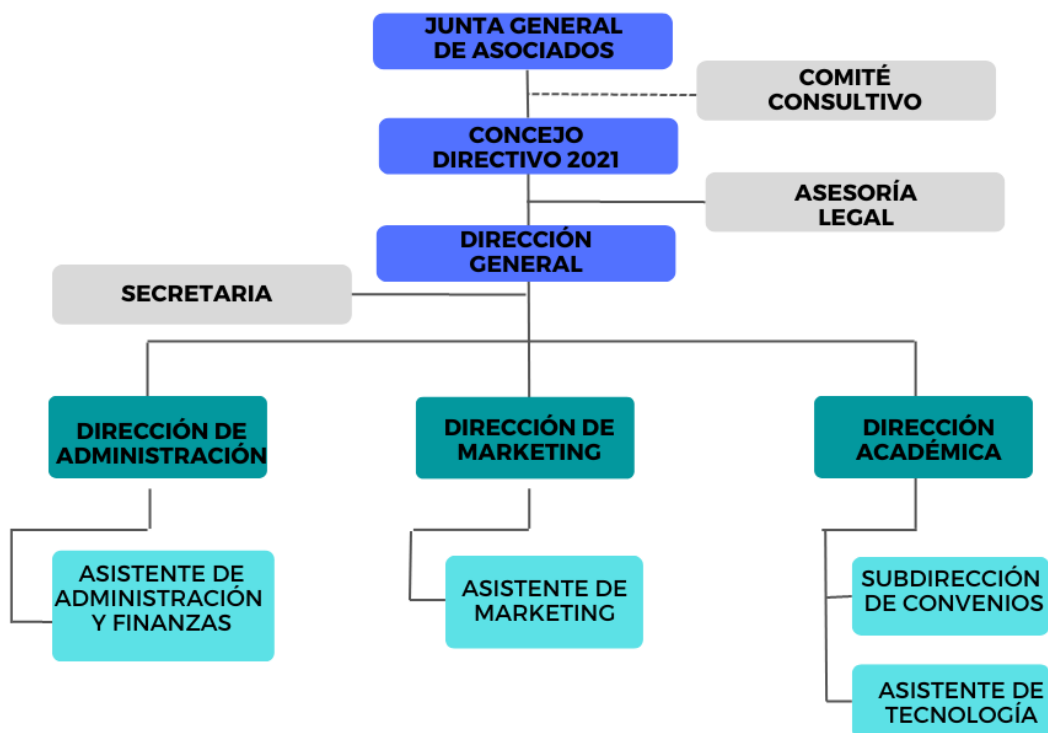 JUNTA GENERAL
DE ASOCIADOS
COMITÉ
CONSULTIVO
CONCEJO
DIRECTIVO 2021
ASESORÍA
LEGAL
DIRECCIÓN
GENERAL
SECRETARIA
DIRECCIÓN DE
ADMINISTRACIÓN
DIRECCIÓN DE
MARKETING
DIRECCIÓN
ACADÉMICA
ASISTENTE DE
ADMINISTRACIÓN
Y FINANZAS
ASISTENTE DE
MARKETING
SUBDIRECCIÓN
DE CONVENIOS
ASISTENTE DE
TECNOLOGÍA